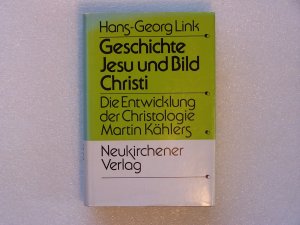 Hans-Georg Link
Geschichte
Jesu und Bild
Christi
Die Entwicklung
der Christologie
Martin Kählers
Neukirchener
Verlag